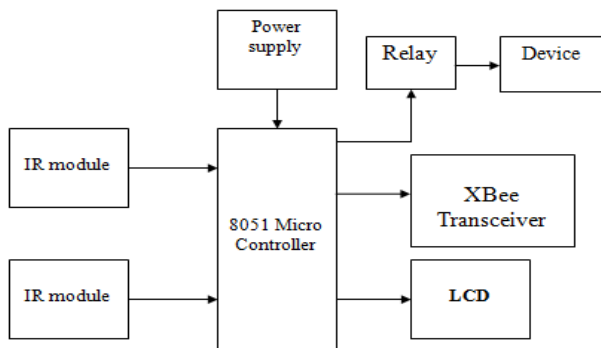 Power
supply
Relay
Device
IR module
XBee
Transceiver
8051 Micro
Controller
IR module
LCD